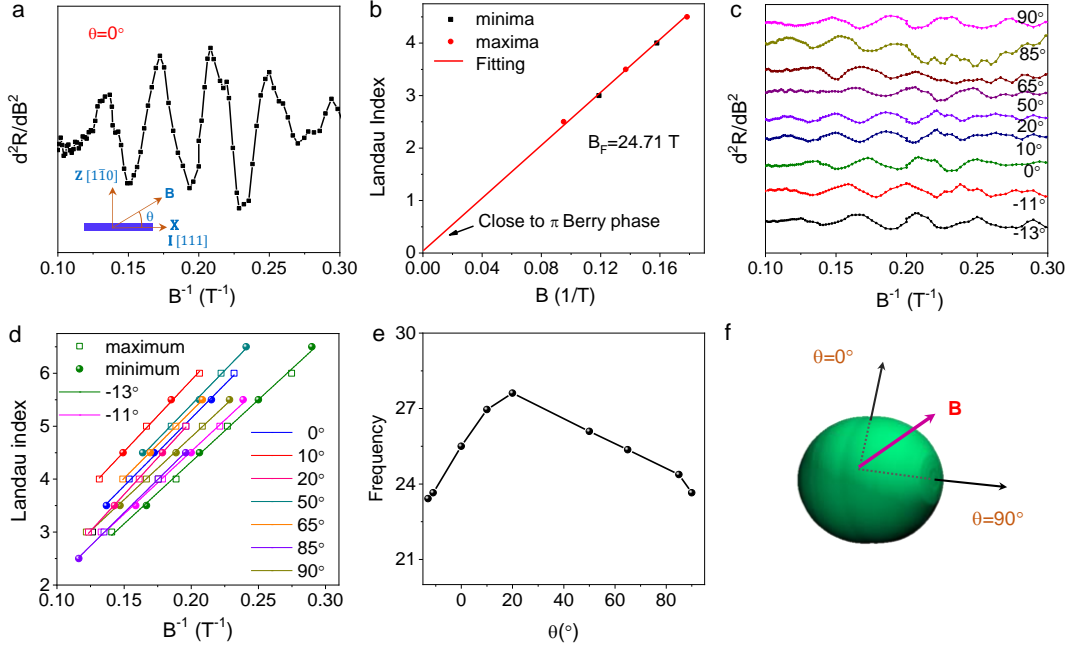 a
θ=0°
d²R/dB²
Z [11̄0]
B
θ
X
I [111]
0.10 0.15 0.20 0.25 0.30
B⁻¹ (T⁻¹)
b
minima
maxima
Fitting
B_F=24.71 T
Close to π Berry phase
Landau Index
4
3
2
1
0
0.00 0.04 0.08 0.12 0.16
B (1/T)
c
90°
85°
65°
50°
20°
10°
0°
-11°
-13°
d²R/dB²
0.10 0.15 0.20 0.25 0.30
B⁻¹ (T⁻¹)
d
maximum
minimum
-13°
-11°
0°
10°
20°
50°
65°
85°
90°
Landau index
6
5
4
3
2
0.10 0.15 0.20 0.25 0.30
B⁻¹ (T⁻¹)
e
Frequency
30
27
24
21
0 20 40 60 80
θ(°)
f
θ=0°
B
θ=90°